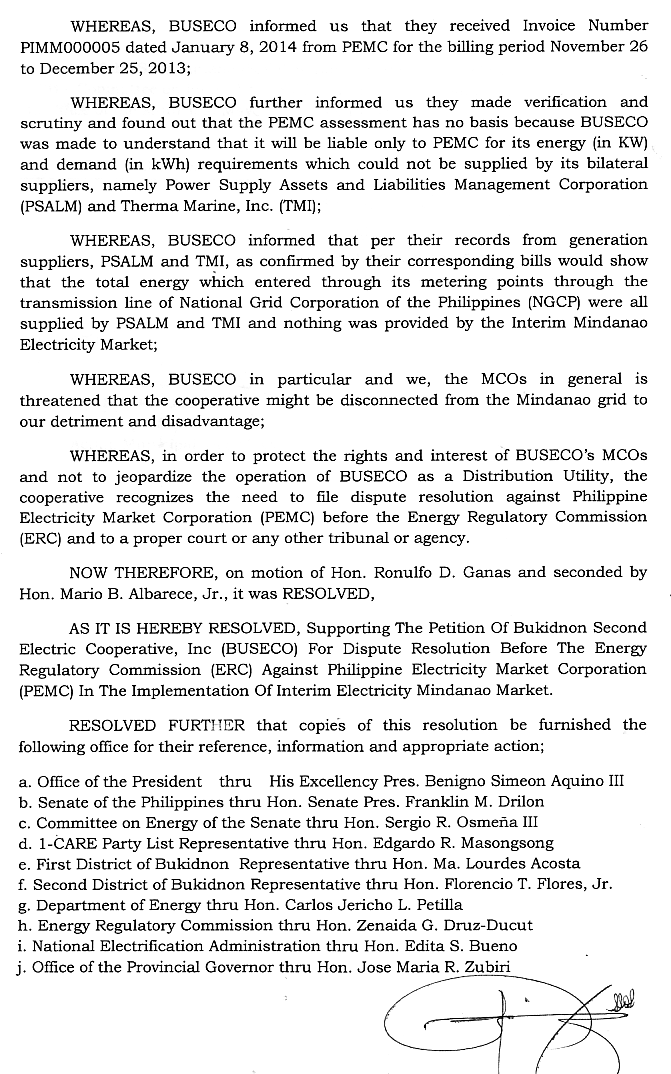 WHEREAS, BUSECO informed us that they received Invoice Number
PIMM000005 dated January 8, 2014 from PEMC for the billing period November 26
to December 25, 2013;
WHEREAS, BUSECO further informed us they made verification and
scrutiny and found out that the PEMC assessment has no basis because BUSECO
was made to understand that it will be liable only to PEMC for its energy (in KW)
and demand (in kWh) requirements which could not be supplied by its bilateral
suppliers, namely Power Supply Assets and Liabilities Management Corporation
(PSALM) and Therma Marine, Inc. (TMI);
WHEREAS, BUSECO informed that per their records from generation
suppliers, PSALM and TMI, as confirmed by their corresponding bills would show
that the total energy which entered through its metering points through the
transmission line of National Grid Corporation of the Philippines (NGCP) were all
supplied by PSALM and TMI and nothing was provided by the Interim Mindanao
Electricity Market;
WHEREAS, BUSECO in particular and we, the MCOs in general is
threatened that the cooperative might be disconnected from the Mindanao grid to
our detriment and disadvantage;
WHEREAS, in order to protect the rights and interest of BUSECO's MCOs
and not to jeopardize the operation of BUSECO as a Distribution Utility, the
cooperative recognizes the need to file dispute resolution against Philippine
Electricity Market Corporation (PEMC) before the Energy Regulatory Commission
(ERC) and to a proper court or any other tribunal or agency.
NOW THEREFORE, on motion of Hon. Ronulfo D. Ganas and seconded by
Hon. Mario B. Albarece, Jr., it was RESOLVED,
AS IT IS HEREBY RESOLVED, Supporting The Petition Of Bukidnon Second
Electric Cooperative, Inc (BUSECO) For Dispute Resolution Before The Energy
Regulatory Commission (ERC) Against Philippine Electricity Market Corporation
(PEMC) In The Implementation Of Interim Electricity Mindanao Market.
RESOLVED FURTHER that copies of this resolution be furnished the
following office for their reference, information and appropriate action;
a. Office of the President thru His Excellency Pres. Benigno Simeon Aquino III
b. Senate of the Philippines thru Hon. Senate Pres. Franklin M. Drilon
c. Committee on Energy of the Senate thru Hon. Sergio R. Osmeña III
d. 1-CARE Party List Representative thru Hon. Edgardo R. Masongsong
e. First District of Bukidnon Representative thru Hon. Ma. Lourdes Acosta
f. Second District of Bukidnon Representative thru Hon. Florencio T. Flores, Jr.
g. Department of Energy thru Hon. Carlos Jericho L. Petilla
h. Energy Regulatory Commission thru Hon. Zenaida G. Druz-Ducut
i. National Electrification Administration thru Hon. Edita S. Bueno
j. Office of the Provincial Governor thru Hon. Jose Maria R. Zubiri